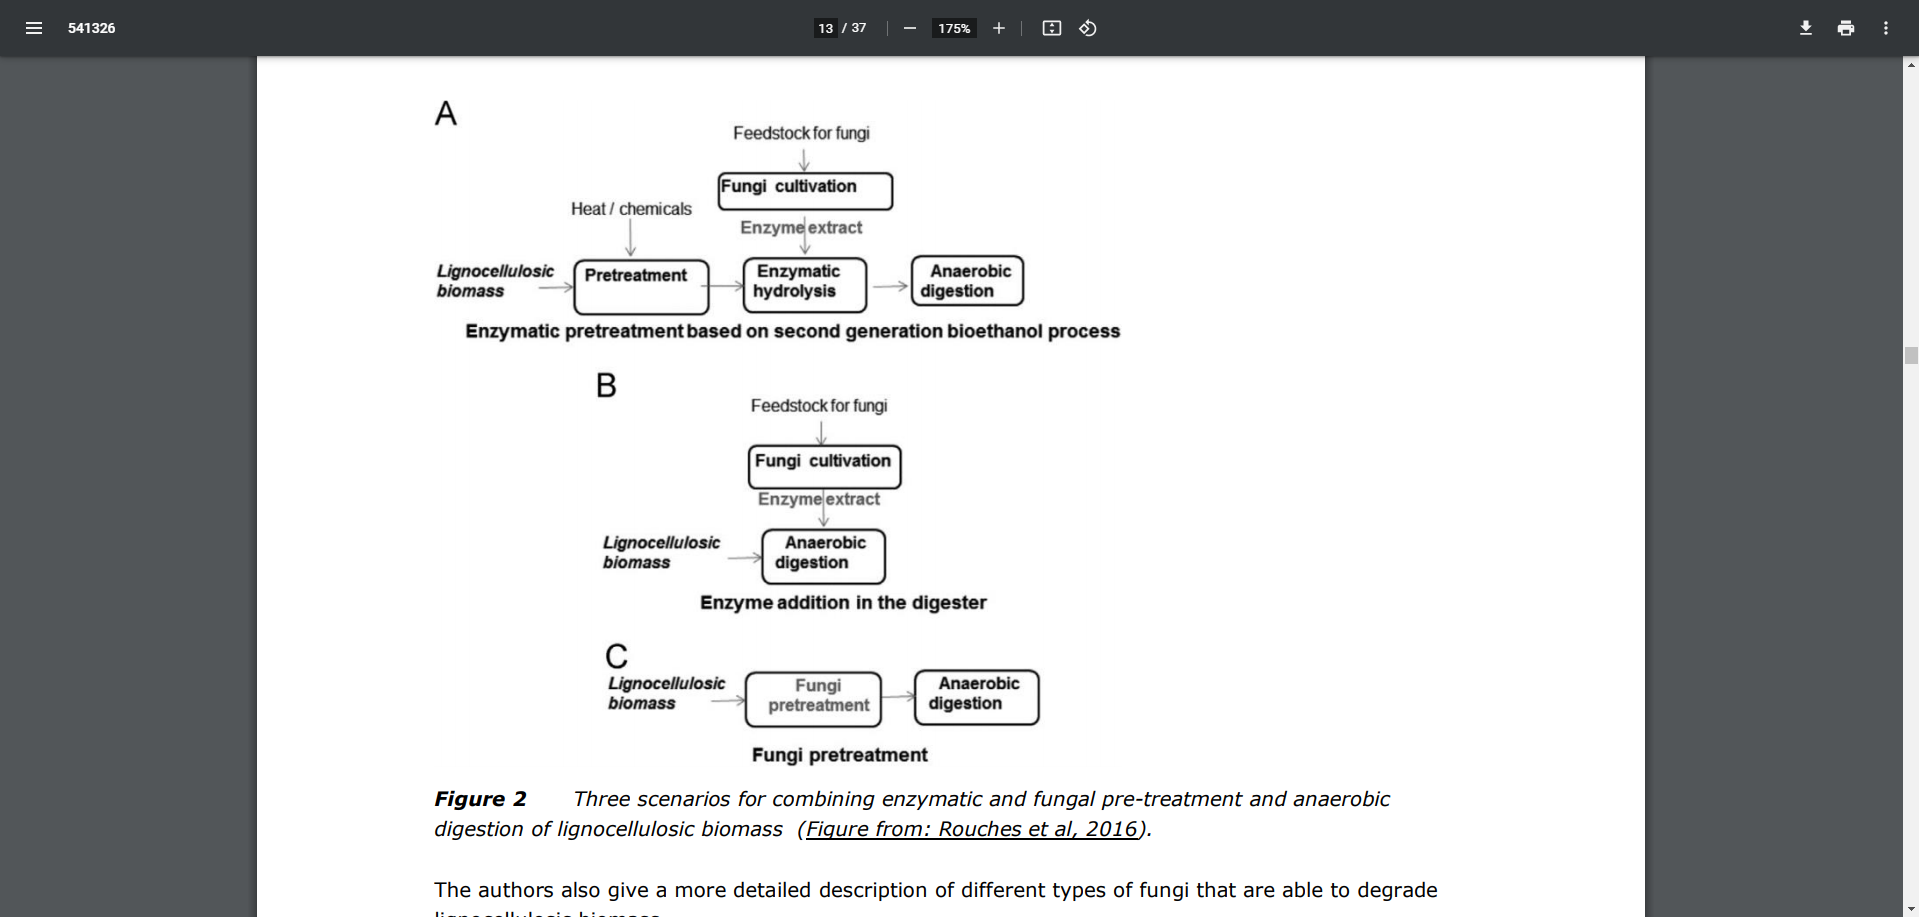 541326
13 / 37
175%
A
Feedstock for fungi
Fungi cultivation
Heat / chemicals
Enzyme extract
Lignocellulosic
biomass
Pretreatment
Enzymatic
hydrolysis
Anaerobic
digestion
Enzymatic pretreatment based on second generation bioethanol process
B
Feedstock for fungi
Fungi cultivation
Enzyme extract
Lignocellulosic
biomass
Anaerobic
digestion
Enzyme addition in the digester
C
Lignocellulosic
biomass
Fungi
pretreatment
Anaerobic
digestion
Fungi pretreatment
Figure 2 Three scenarios for combining enzymatic and fungal pre-treatment and anaerobic
digestion of lignocellulosic biomass (Figure from: Rouches et al, 2016).
The authors also give a more detailed description of different types of fungi that are able to degrade
lignocellulosic biomass